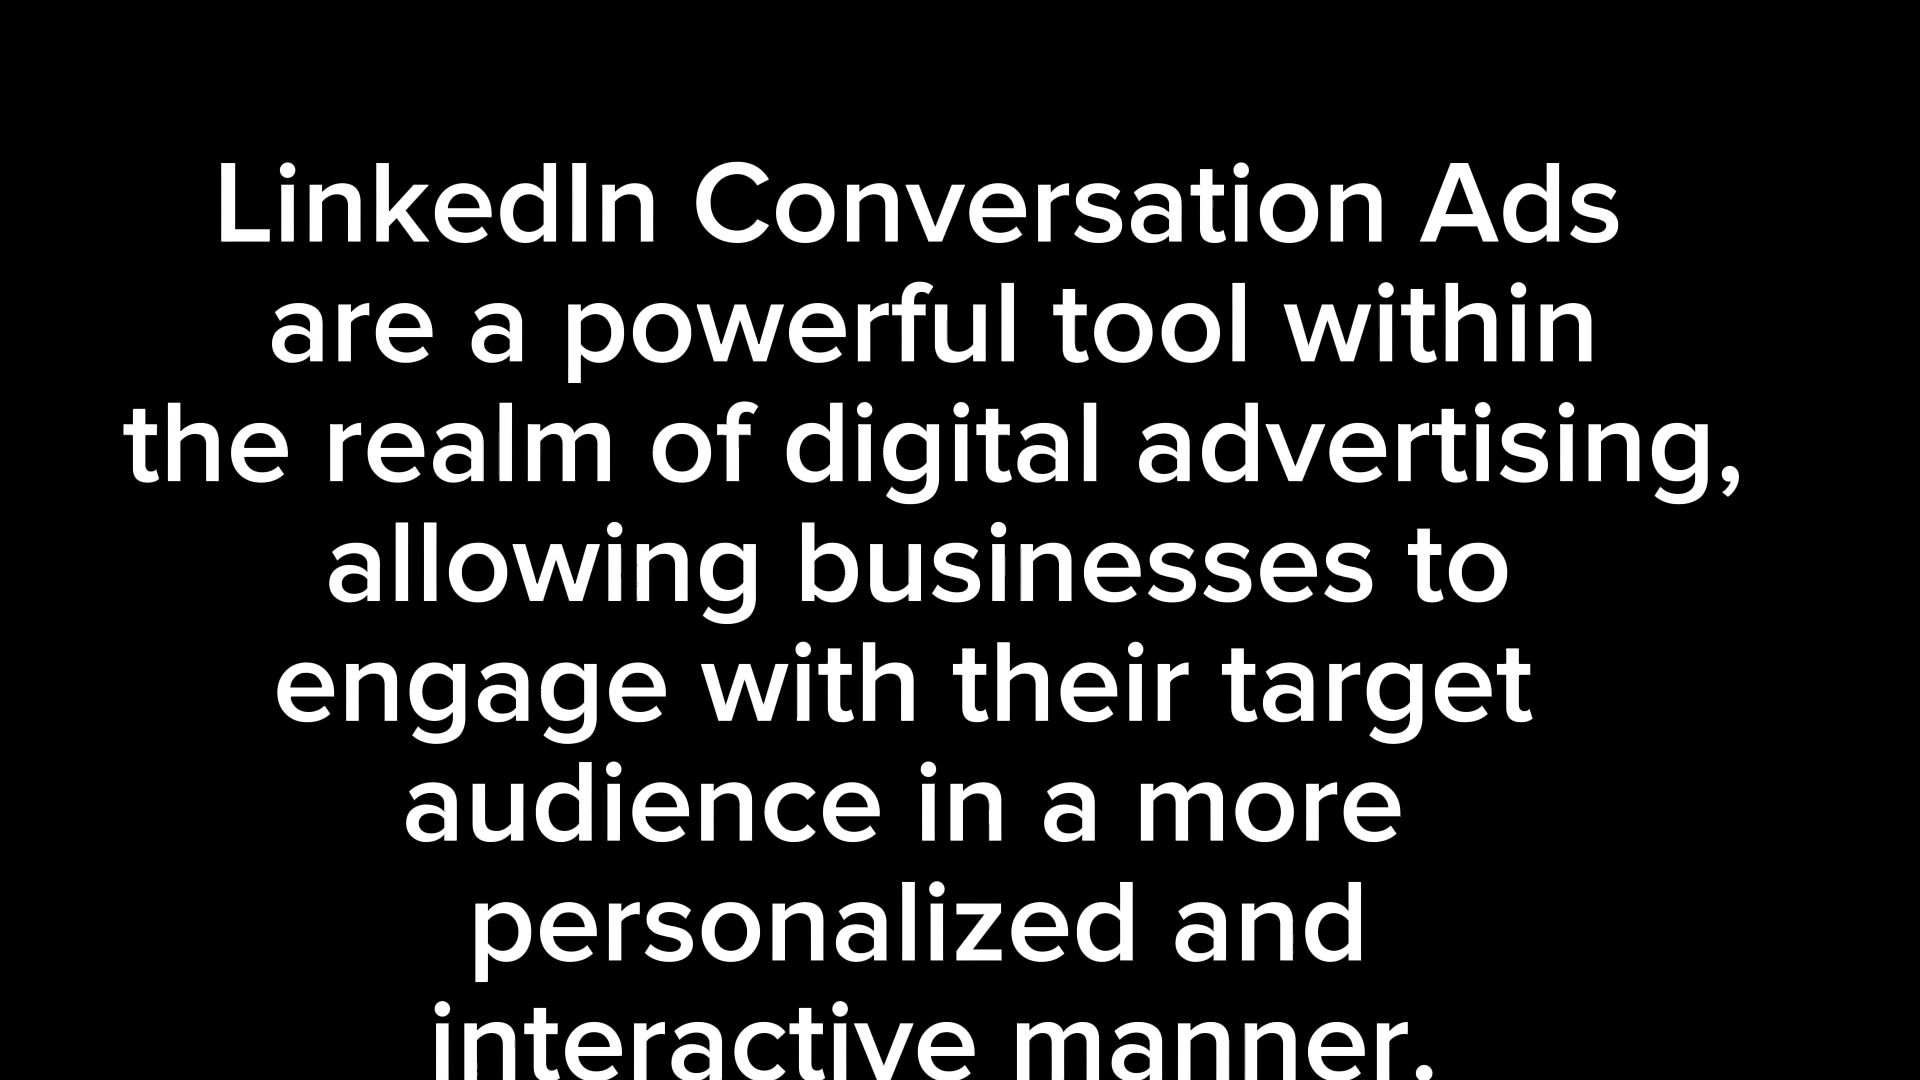 LinkedIn Conversation Ads
are a powerful tool within
the realm of digital advertising,
allowing businesses to
engage with their target
audience in a more
personalized and
interactive manner.